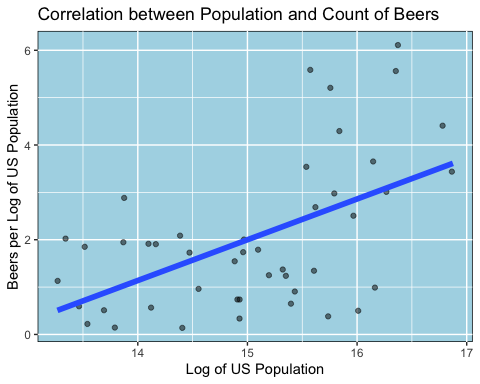 Correlation between Population and Count of Beers
Beers per Log of US Population
6
4
2
0
14 15 16 17
Log of US Population